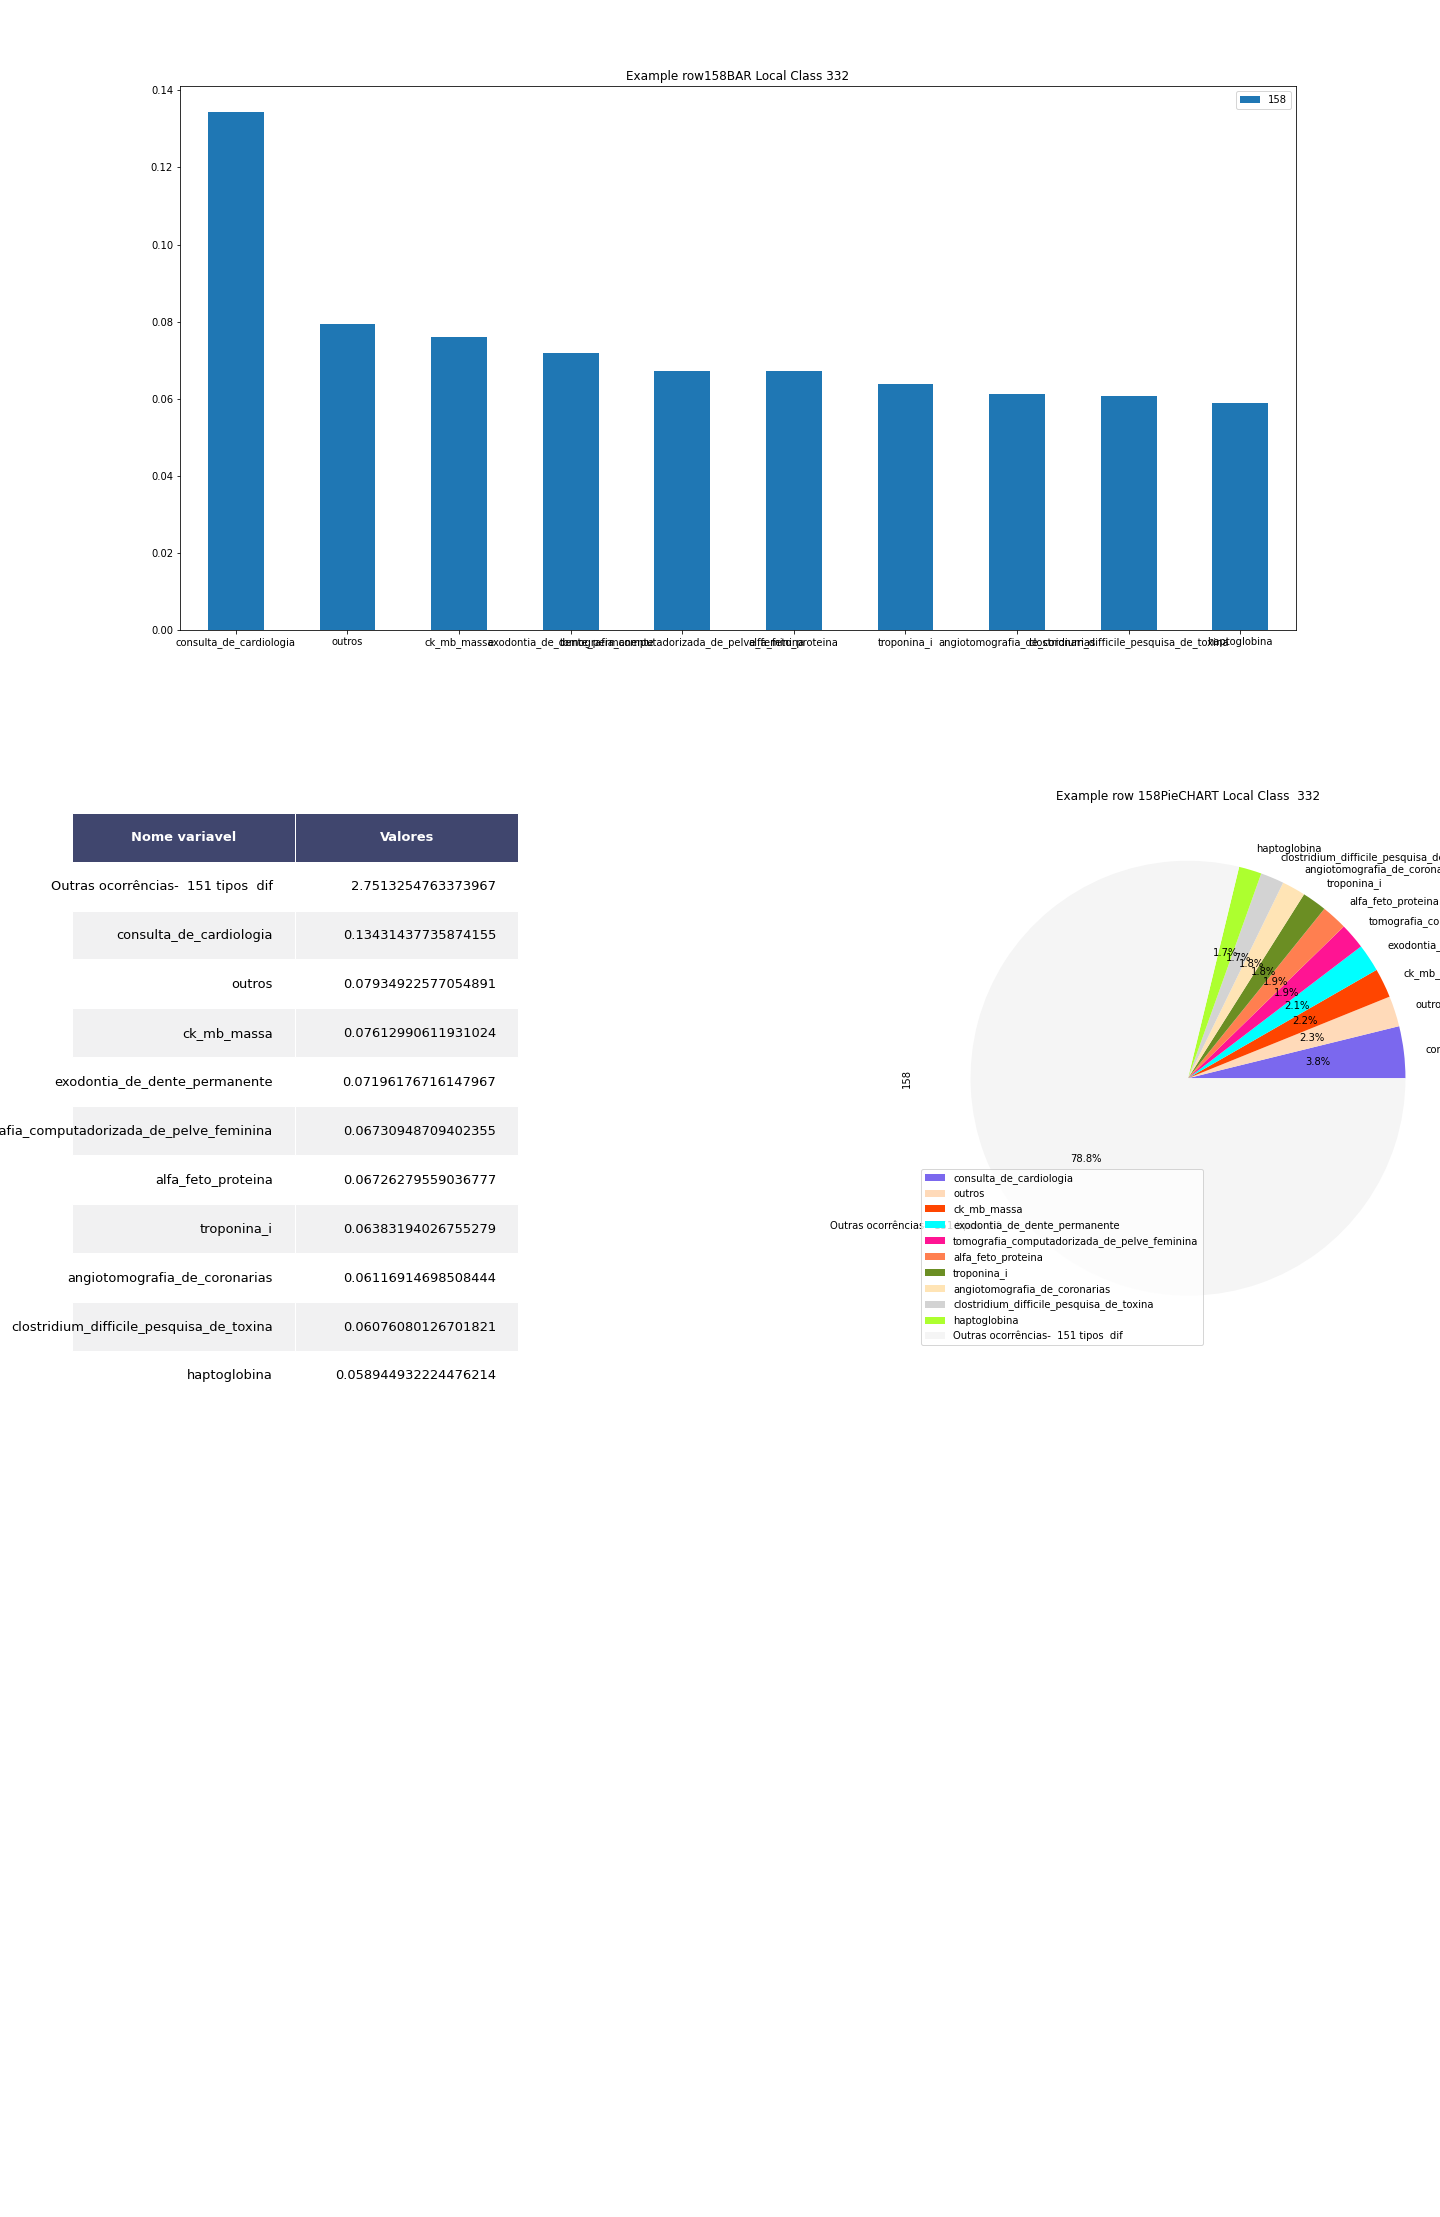 Example row158BAR Local Class 332
158
0.14
0.12
0.10
0.08
0.06
0.04
0.02
0.00
consulta_de_cardiologia outros ck_mb_massa exodontia_de_dente_permanente tomografia_computadorizada_de_pelve_feminina alfa_feto_proteina troponina_i angiotomografia_de_coronarias clostridium_difficile_pesquisa_de_toxina haptoglobina
Nome variavel Valores
Outras ocorrências-  151 tipos  dif 2.7513254763373967
consulta_de_cardiologia 0.13431437735874155
outros 0.07934922577054891
ck_mb_massa 0.07612990611931024
exodontia_de_dente_permanente 0.07196176716147967
afia_computadorizada_de_pelve_feminina 0.06730948709402355
alfa_feto_proteina 0.06726279559036777
troponina_i 0.06383194026755279
angiotomografia_de_coronarias 0.06116914698508444
clostridium_difficile_pesquisa_de_toxina 0.06076080126701821
haptoglobina 0.058944932224476214
Example row 158PieCHART Local Class  332
haptoglobina
clostridium_difficile_pesquisa_de
angiotomografia_de_corona
troponina_i
alfa_feto_proteina
tomografia_co
exodontia_
ck_mb_
outro
con
1.7%
1.7%
1.8%
1.8%
1.9%
1.9%
2.1%
2.2%
2.3%
3.8%
158
78.8%
Outras ocorrências
consulta_de_cardiologia
outros
ck_mb_massa
exodontia_de_dente_permanente
tomografia_computadorizada_de_pelve_feminina
alfa_feto_proteina
troponina_i
angiotomografia_de_coronarias
clostridium_difficile_pesquisa_de_toxina
haptoglobina
Outras ocorrências-  151 tipos  dif